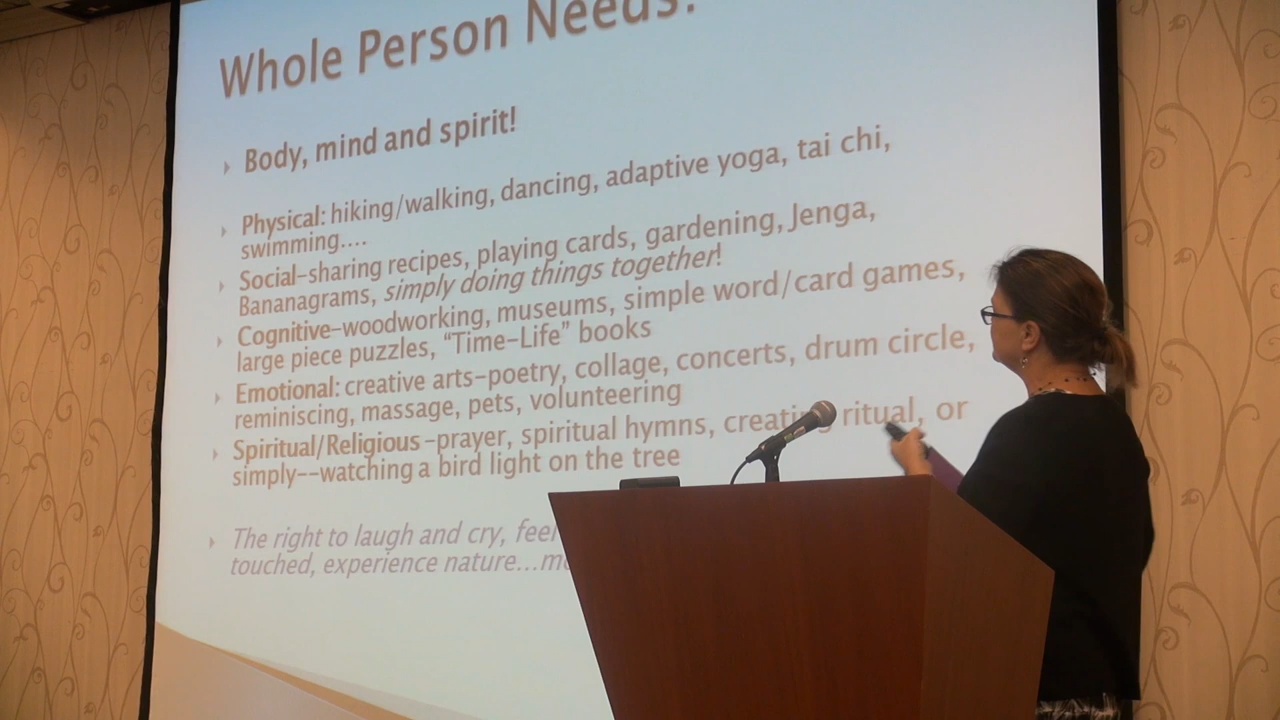 Whole Person Needs:
Body, mind and spirit!
Physical: hiking/walking, dancing, adaptive yoga, tai chi,
swimming....
Social-sharing recipes, playing cards, gardening, Jenga,
Bananagrams, simply doing things together!
Cognitive-woodworking, museums, simple word/card games,
large piece puzzles, “Time-Life” books
Emotional: creative arts-poetry, collage, concerts, drum circle,
reminiscing, massage, pets, volunteering
Spiritual/Religious -prayer, spiritual hymns, creating ritual, or
simply--watching a bird light on the tree
The right to laugh and cry, feel
touched, experience nature...